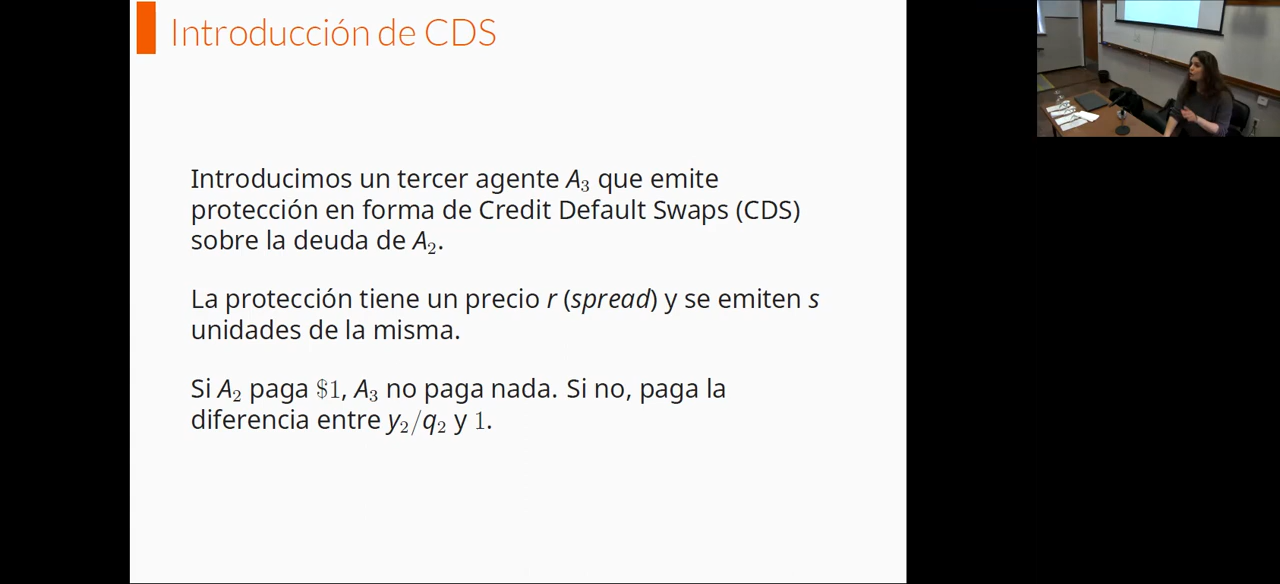 Introducción de CDS
Introducimos un tercer agente A₃ que emite
protección en forma de Credit Default Swaps (CDS)
sobre la deuda de A₂.
La protección tiene un precio r (spread) y se emiten s
unidades de la misma.
Si A₂ paga $1, A₃ no paga nada. Si no, paga la
diferencia entre y₂/q₂ y 1.